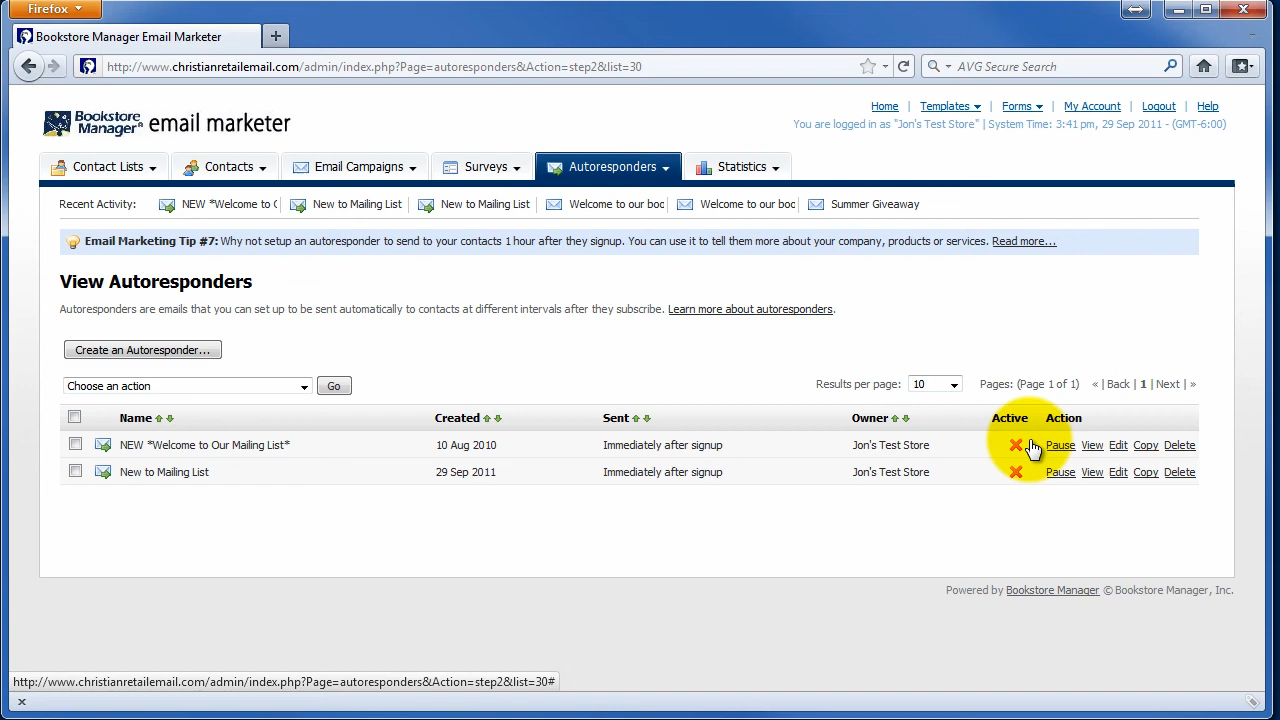 Firefox
Bookstore Manager Email Marketer
http://www.christianretailemail.com/admin/index.php?Page=autoresponders&Action=step2&list=30
AVG Secure Search
Home | Templates | Forms | My Account | Logout | Help
Bookstore Manager email marketer
You are logged in as "Jon's Test Store" | System Time: 3:41 pm, 29 Sep 2011 - (GMT-6:00)
Contact Lists Contacts Email Campaigns Surveys Autoresponders Statistics
Recent Activity: NEW *Welcome to C | New to Mailing List | New to Mailing List | Welcome to our boc | Welcome to our boc | Summer Giveaway
Email Marketing Tip #7: Why not setup an autoresponder to send to your contacts 1 hour after they signup. You can use it to tell them more about your company, products or services. Read more...
View Autoresponders
Autoresponders are emails that you can set up to be sent automatically to contacts at different intervals after they subscribe. Learn more about autoresponders.
Create an Autoresponder...
Choose an action Go Results per page: 10 Pages: (Page 1 of 1) « | Back | 1 | Next | »
Name Created Sent Owner Active Action
NEW *Welcome to Our Mailing List* 10 Aug 2010 Immediately after signup Jon's Test Store Pause View Edit Copy Delete
New to Mailing List 29 Sep 2011 Immediately after signup Jon's Test Store Pause View Edit Copy Delete
Powered by Bookstore Manager © Bookstore Manager, Inc.
http://www.christianretailemail.com/admin/index.php?Page=autoresponders&Action=step2&list=30#
x